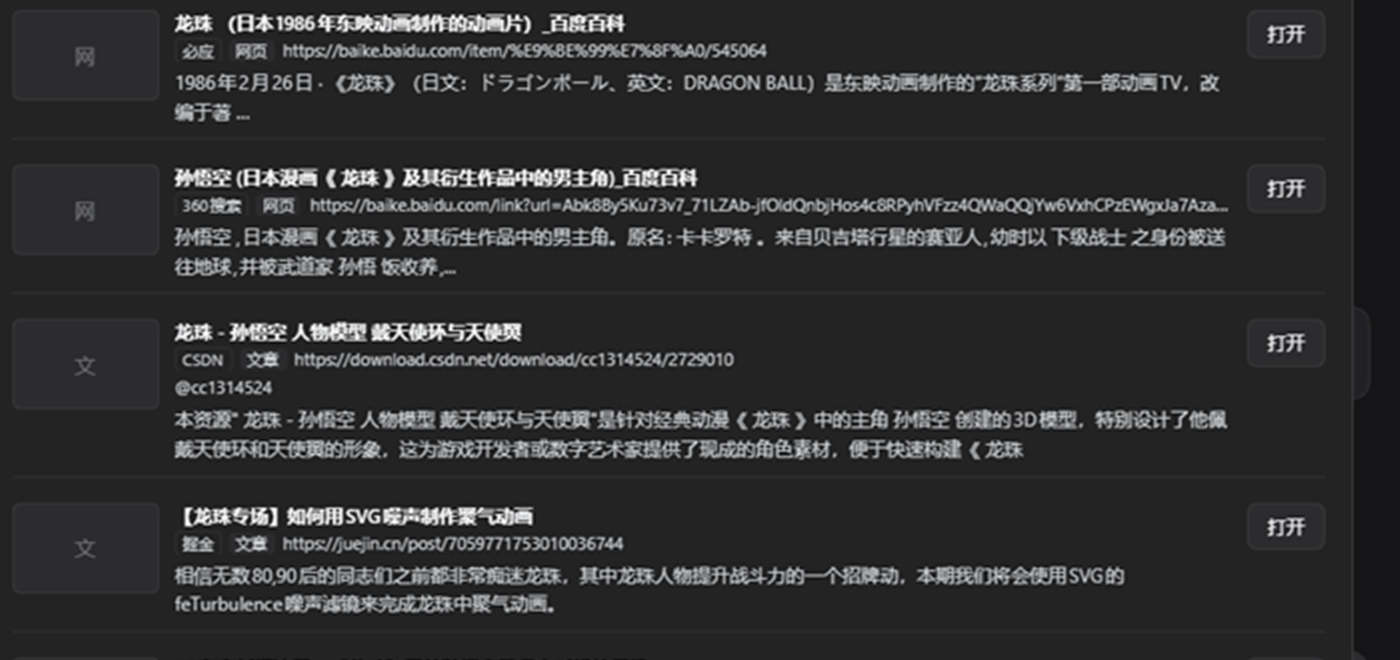 龙珠 （日本1986年东映动画制作的动画片）_百度百科
打开
网
必应 网页 https://baike.baidu.com/item/%E9%BE%99%E7%8F%A0/545064
1986年2月26日 · 《龙珠》（日文：ドラゴンボール、英文：DRAGON BALL）是东映动画制作的"龙珠系列"第一部动画TV，改
编于著 ...
孙悟空 (日本漫画《 龙珠 》及其衍生作品中的男主角)_百度百科
打开
网
360搜索 网页 https://baike.baidu.com/link?url=Abk8By5Ku73v7_71LZAb-jfOldQnbjHos4c8RPyhVFzz4QWaQQjYw6VxhCPzEWgxJa7Aza...
孙悟空 ,日本漫画《 龙珠 》及其衍生作品中的男主角。原名: 卡卡罗特 。来自贝吉塔行星的赛亚人,幼时以 下级战士 之身份被送
往地球,并被武道家 孙悟 饭收养,...
龙珠 - 孙悟空 人物模型 戴天使环与天使翼
打开
文
CSDN 文章 https://download.csdn.net/download/cc1314524/2729010
@cc1314524
本资源" 龙珠 - 孙悟空 人物模型 戴天使环与天使翼"是针对经典动漫《 龙珠 》中的主角 孙悟空 创建的3D模型，特别设计了他佩
戴天使环和天使翼的形象，这为游戏开发者或数字艺术家提供了现成的角色素材，便于快速构建《 龙珠
【龙珠专场】如何用SVG噪声制作聚气动画
打开
文
掘金 文章 https://juejin.cn/post/7059771753010036744
相信无数80,90后的同志们之前都非常痴迷龙珠，其中龙珠人物提升战斗力的一个招牌动，本期我们将会使用SVG的
feTurbulence噪声滤镜来完成龙珠中聚气动画。